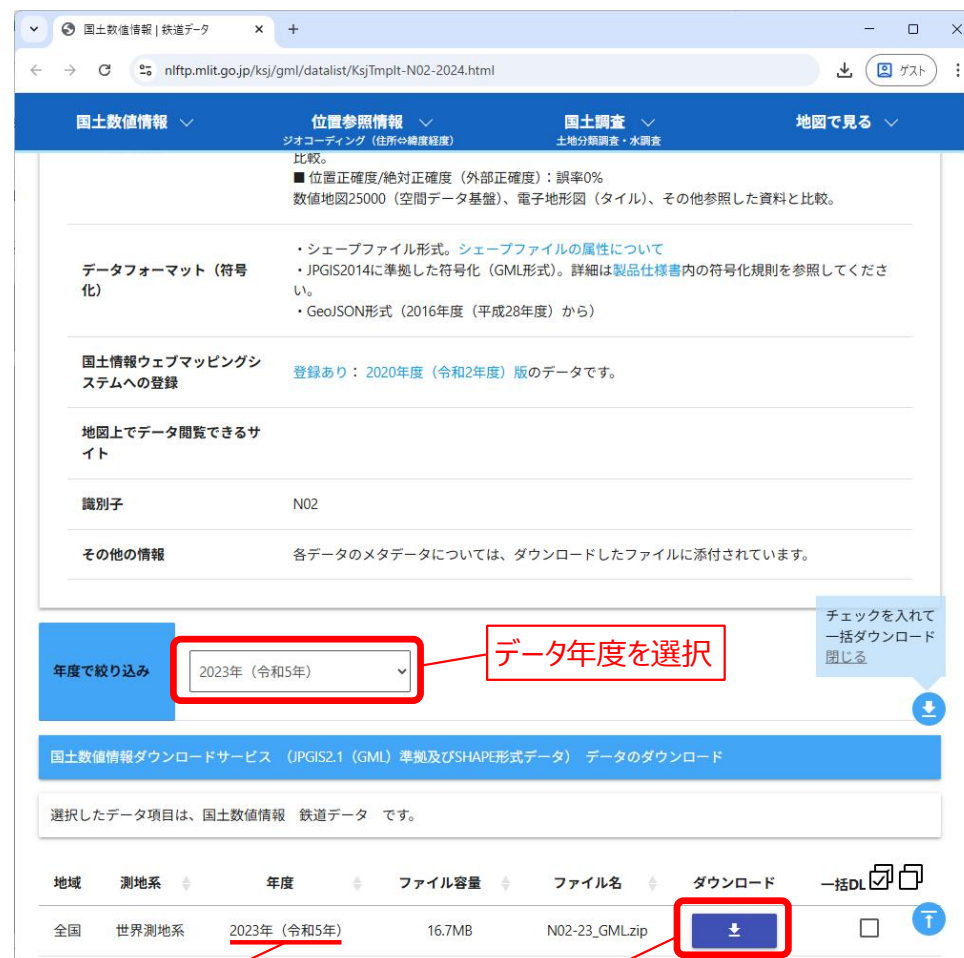 国土数値情報 | 鉄道データ
nlftp.mlit.go.jp/ksj/gml/datalist/KsjTmplt-N02-2024.html
ゲスト
国土数値情報
位置参照情報
ジオコーディング（住所⇔緯度経度）
国土調査
土地分類調査・水調査
地図で見る
比較。
■ 位置正確度/絶対正確度（外部正確度）：誤率0%
数値地図25000（空間データ基盤）、電子地形図（タイル）、その他参照した資料と比較。
データフォーマット（符号
化）
・シェープファイル形式。シェープファイルの属性について
・JPGIS2014に準拠した符号化（GML形式）。詳細は製品仕様書内の符号化規則を参照してくださ
い。
・GeoJSON形式（2016年度（平成28年度）から）
国土情報ウェブマッピングシ
ステムへの登録
登録あり： 2020年度（令和2年度）版のデータです。
地図上でデータ閲覧できるサ
イト
識別子
N02
その他の情報
各データのメタデータについては、ダウンロードしたファイルに添付されています。
チェックを入れて
一括ダウンロード
閉じる
年度で絞り込み
2023年（令和5年）
データ年度を選択
国土数値情報ダウンロードサービス （JPGIS2.1（GML）準拠及びSHAPE形式データ） データのダウンロード
選択したデータ項目は、国土数値情報 鉄道データ です。
地域 測地系 年度 ファイル容量 ファイル名 ダウンロード 一括DL
全国 世界測地系 2023年（令和5年） 16.7MB N02-23_GML.zip